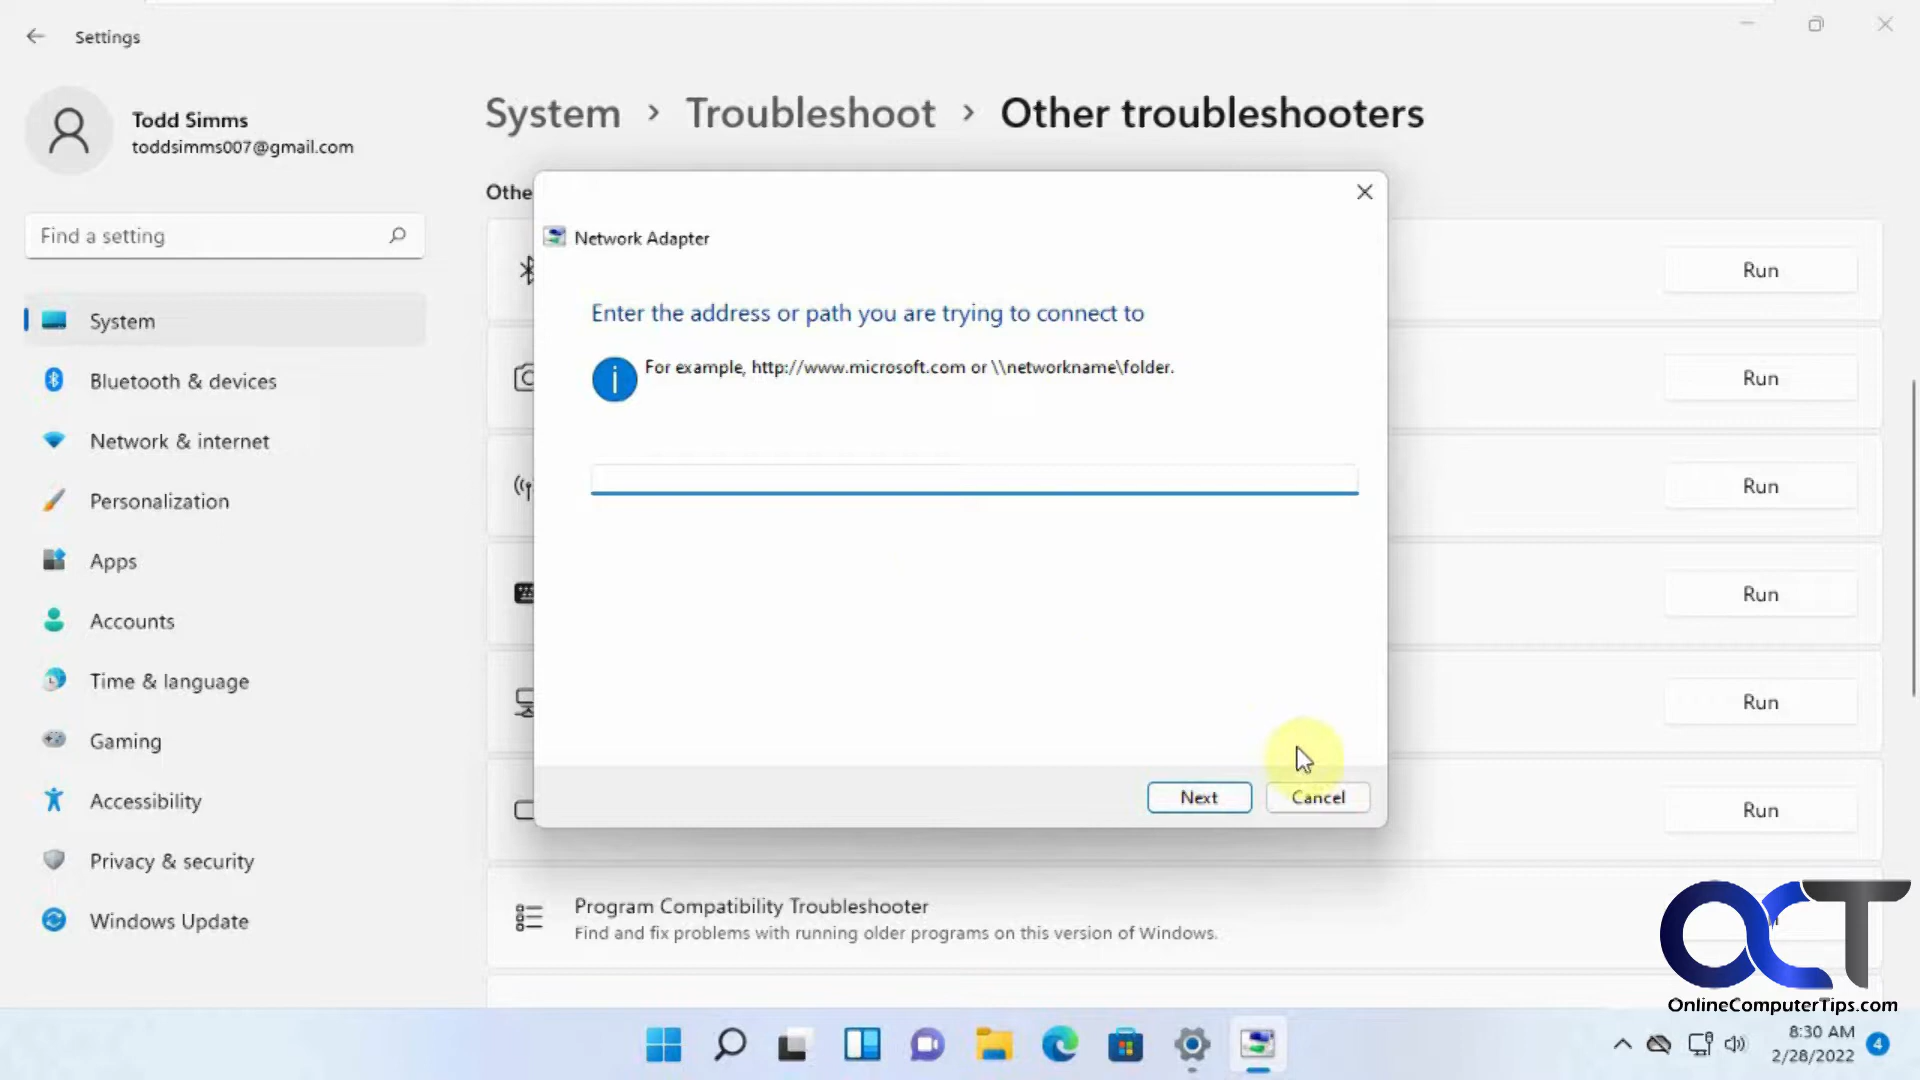 Settings
Todd Simms
toddsimms007@gmail.com
Find a setting
System
Bluetooth & devices
Network & internet
Personalization
Apps
Accounts
Time & language
Gaming
Accessibility
Privacy & security
Windows Update
System > Troubleshoot > Other troubleshooters
Othe
Run
Run
Run
Run
Run
Run
Network Adapter
Enter the address or path you are trying to connect to
For example, http://www.microsoft.com or \\networkname\folder.
Next
Cancel
Program Compatibility Troubleshooter
Find and fix problems with running older programs on this version of Windows.
OCT
OnlineComputerTips.com
8:30 AM
2/28/2022
4